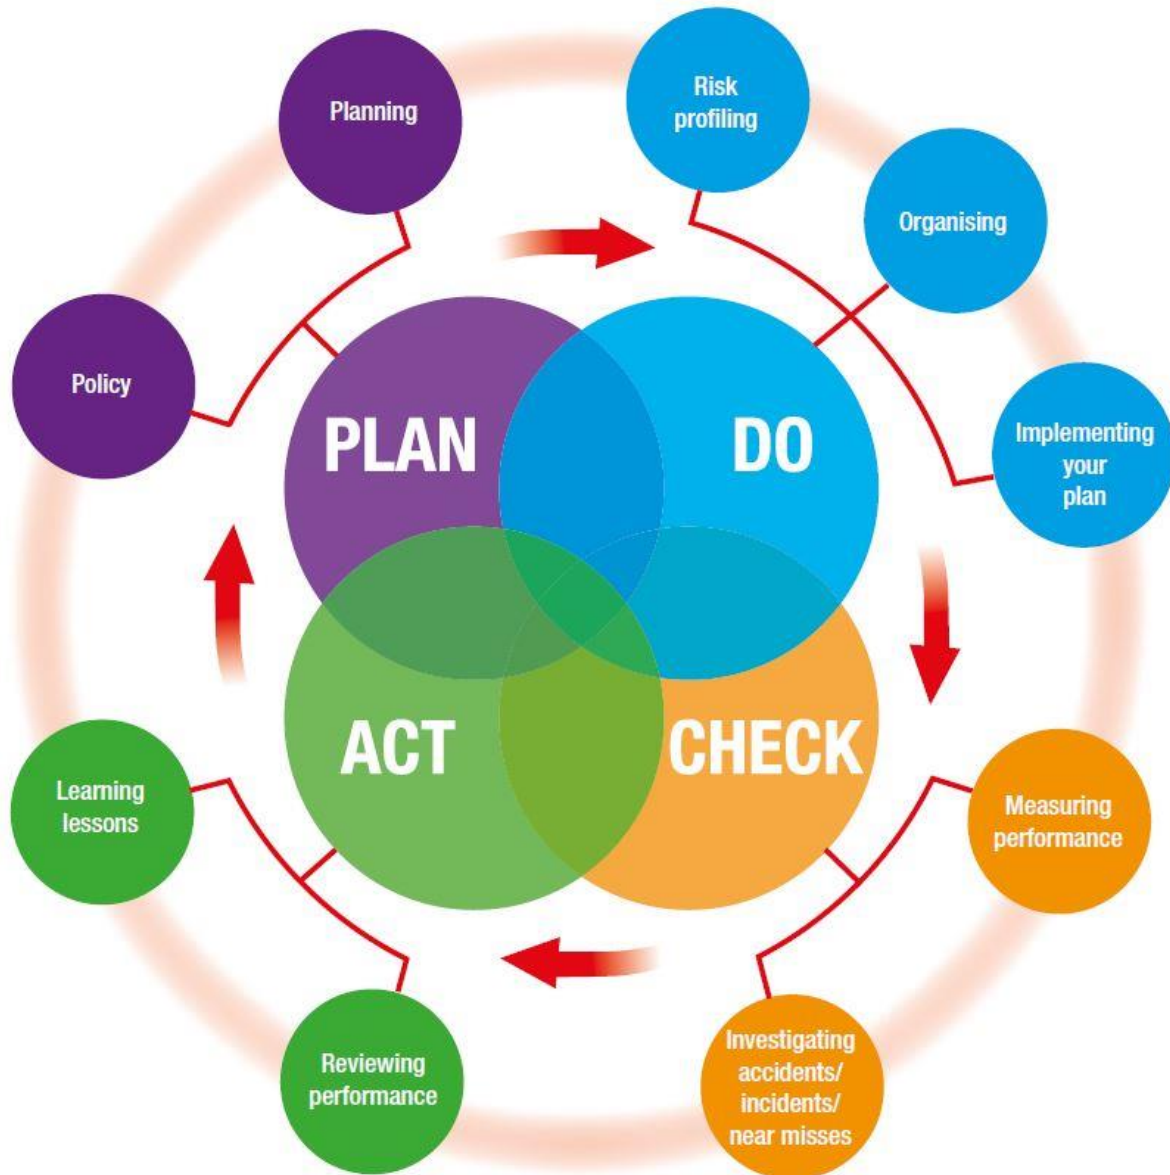 Planning
Risk
profiling
Organising
Policy
Implementing
your
plan
PLAN
DO
ACT
CHECK
Learning
lessons
Measuring
performance
Reviewing
performance
Investigating
accidents/
incidents/
near misses